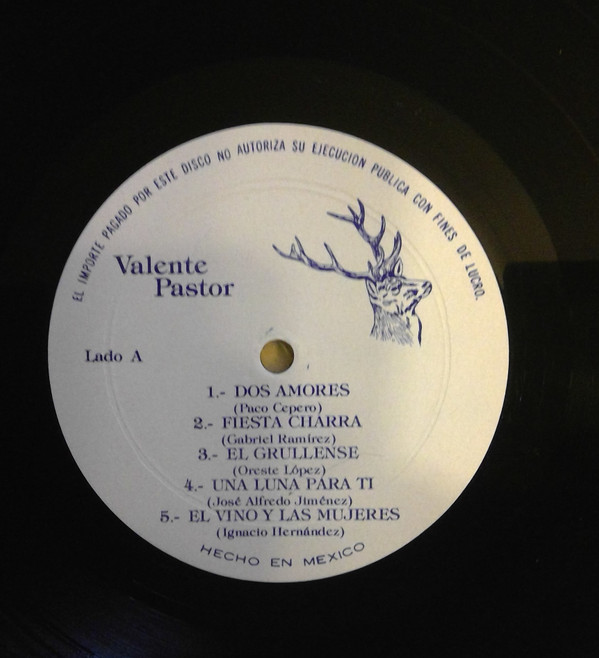 EL IMPORTE PAGADO POR ESTE DISCO NO AUTORIZA SU EJECUCION PUBLICA CON FINES DE LUCRO.
Valente
Pastor
Lado A
1.- DOS AMORES
(Paco Cepero)
2.- FIESTA CHARRA
(Gabriel Ramírez)
3.- EL GRULLENSE
(Oreste López)
4.- UNA LUNA PARA TI
(José Alfredo Jiménez)
5.- EL VINO Y LAS MUJERES
(Ignacio Hernández)
HECHO EN MEXICO